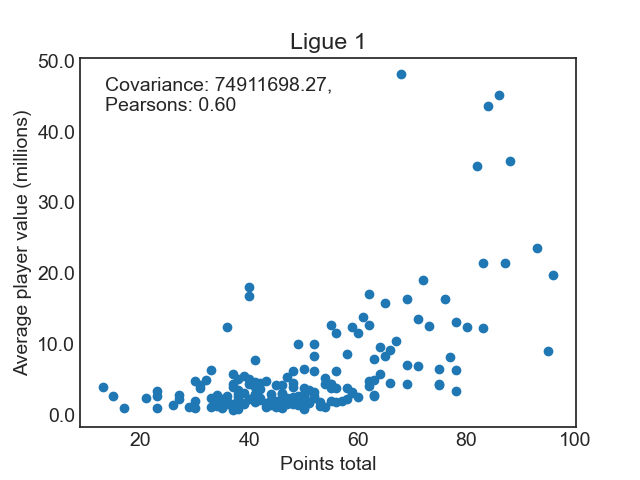 Ligue 1
Covariance: 74911698.27,
Pearsons: 0.60
Average player value (millions)
50.0
40.0
30.0
20.0
10.0
0.0
20 40 60 80 100
Points total